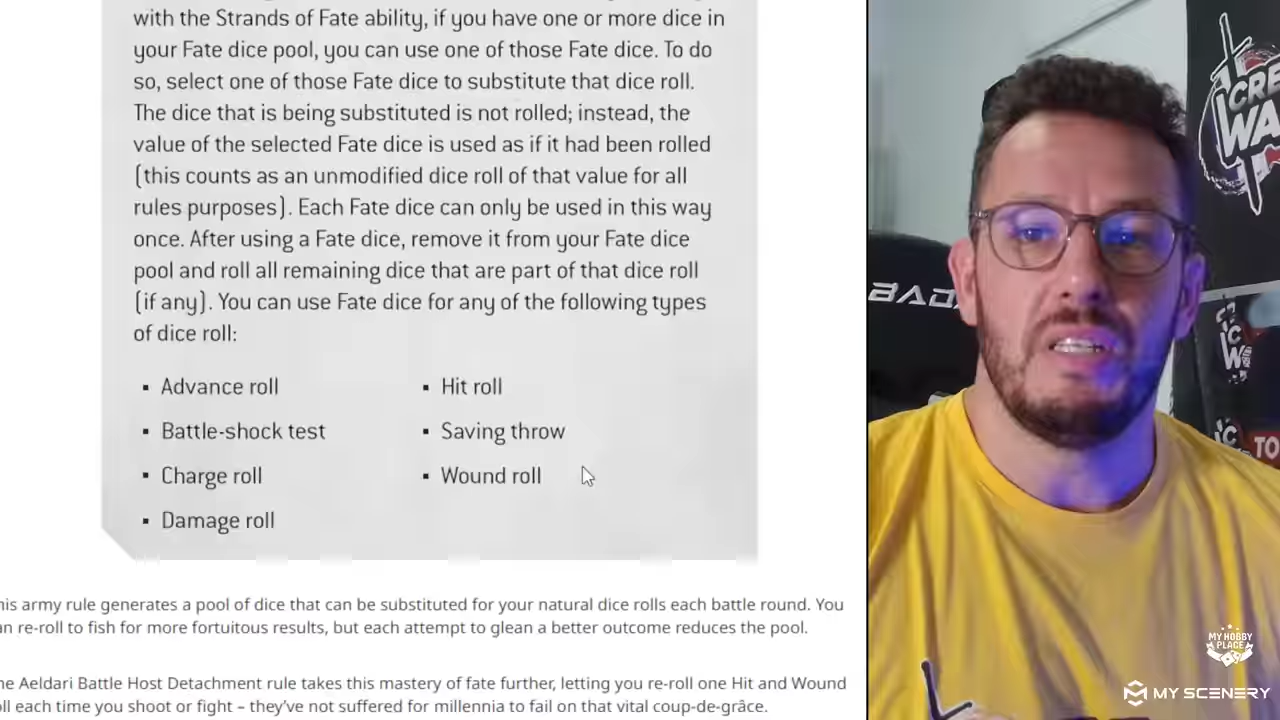 with the Strands of Fate ability, if you have one or more dice in
your Fate dice pool, you can use one of those Fate dice. To do
so, select one of those Fate dice to substitute that dice roll.
The dice that is being substituted is not rolled; instead, the
value of the selected Fate dice is used as if it had been rolled
(this counts as an unmodified dice roll of that value for all
rules purposes). Each Fate dice can only be used in this way
once. After using a Fate dice, remove it from your Fate dice
pool and roll all remaining dice that are part of that dice roll
(if any). You can use Fate dice for any of the following types
of dice roll:
▪ Advance roll
▪ Battle-shock test
▪ Charge roll
▪ Damage roll
▪ Hit roll
▪ Saving throw
▪ Wound roll
his army rule generates a pool of dice that can be substituted for your natural dice rolls each battle round. You
an re-roll to fish for more fortuitous results, but each attempt to glean a better outcome reduces the pool.
he Aeldari Battle Host Detachment rule takes this mastery of fate further, letting you re-roll one Hit and Wound
oll each time you shoot or fight – they've not suffered for millennia to fail on that vital coup-de-grâce.
CRE
WA
TO
MY HOBBY
PLACE
MY SCENERY